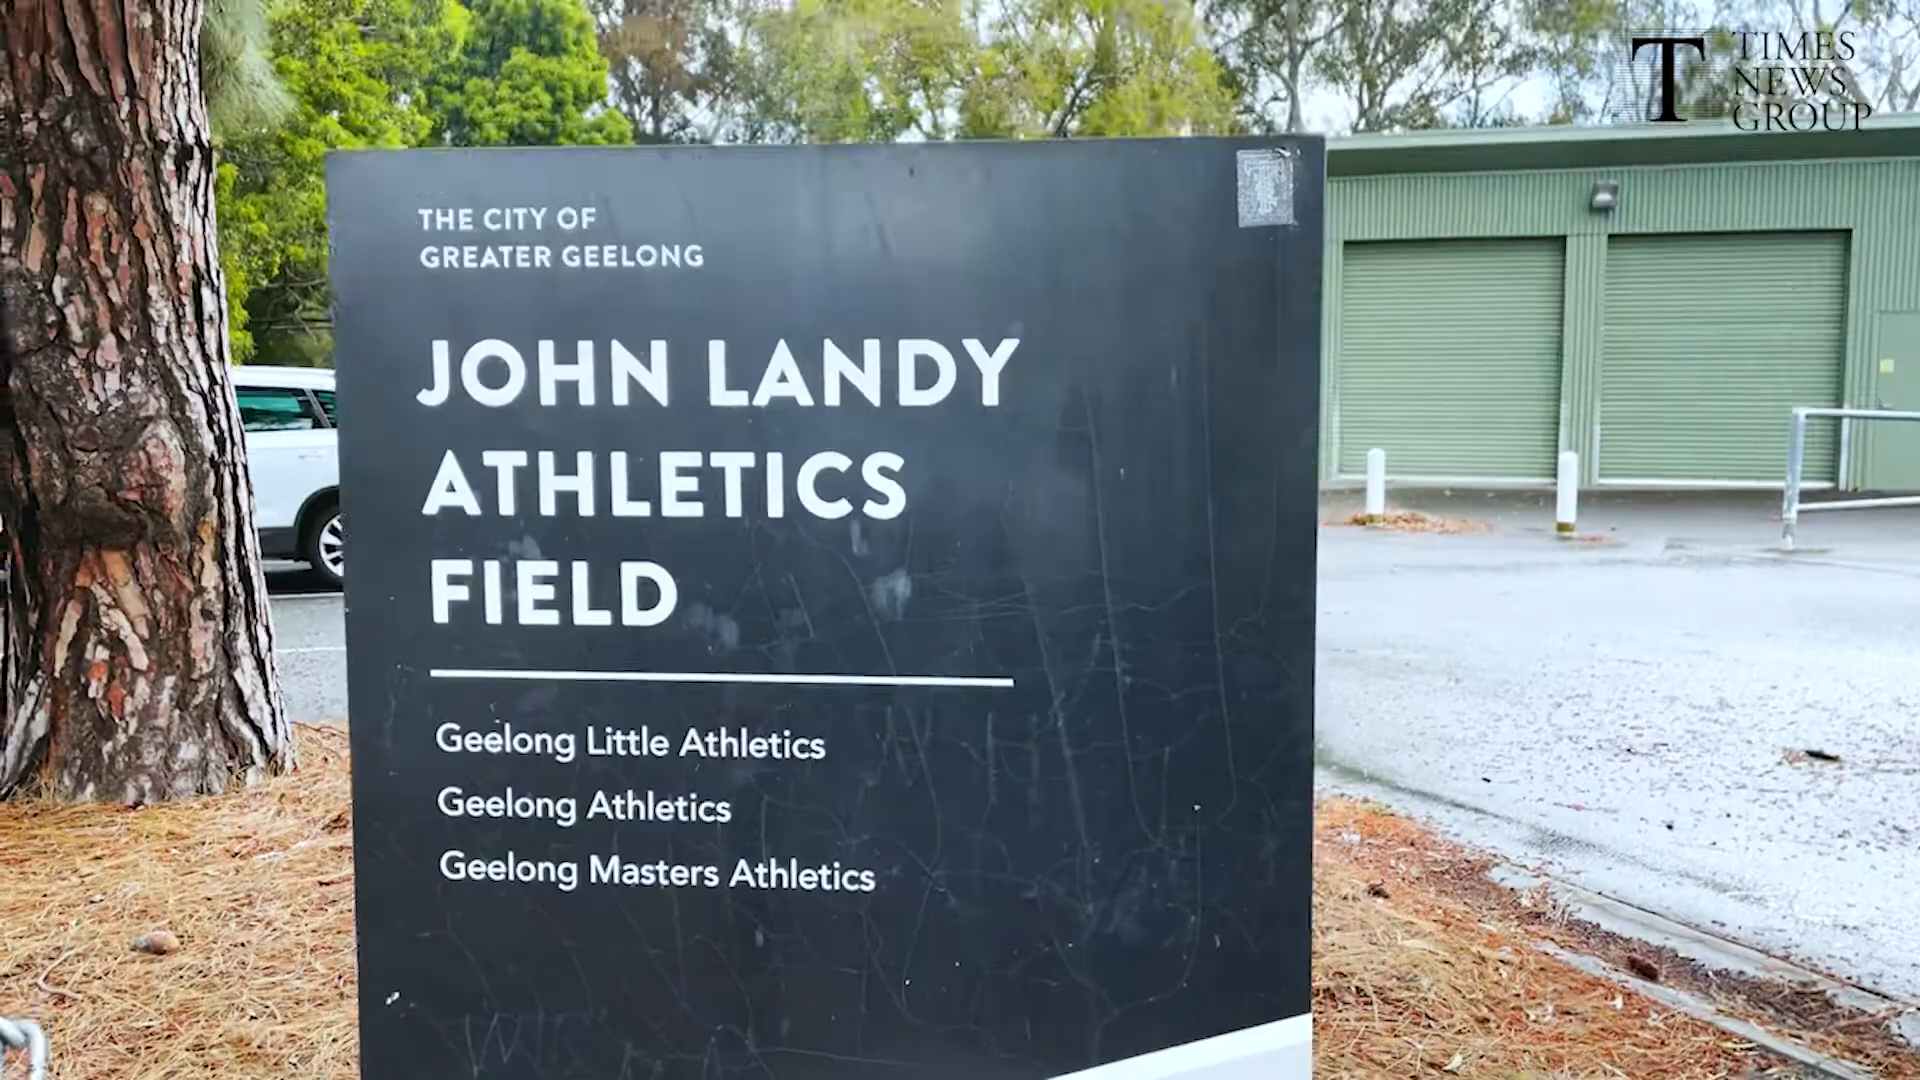 T TIMES
NEWS
GROUP
THE CITY OF
GREATER GEELONG
JOHN LANDY
ATHLETICS
FIELD
Geelong Little Athletics
Geelong Athletics
Geelong Masters Athletics